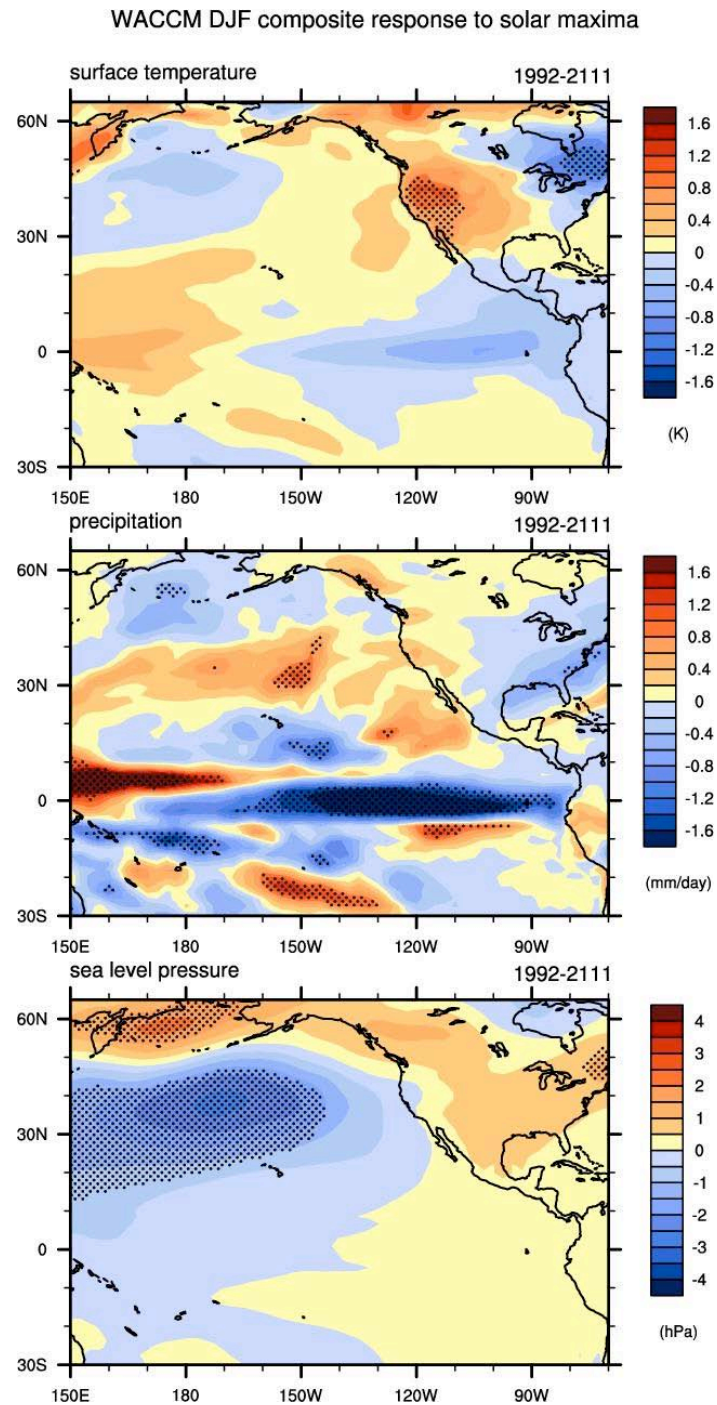 WACCM DJF composite response to solar maxima
surface temperature 1992-2111
60N
30N
0
30S
150E 180 150W 120W 90W
1.6
1.2
0.8
0.4
0
-0.4
-0.8
-1.2
-1.6
(K)
precipitation 1992-2111
60N
30N
0
30S
150E 180 150W 120W 90W
1.6
1.2
0.8
0.4
0
-0.4
-0.8
-1.2
-1.6
(mm/day)
sea level pressure 1992-2111
60N
30N
0
30S
150E 180 150W 120W 90W
4
3
2
1
0
-1
-2
-3
-4
(hPa)